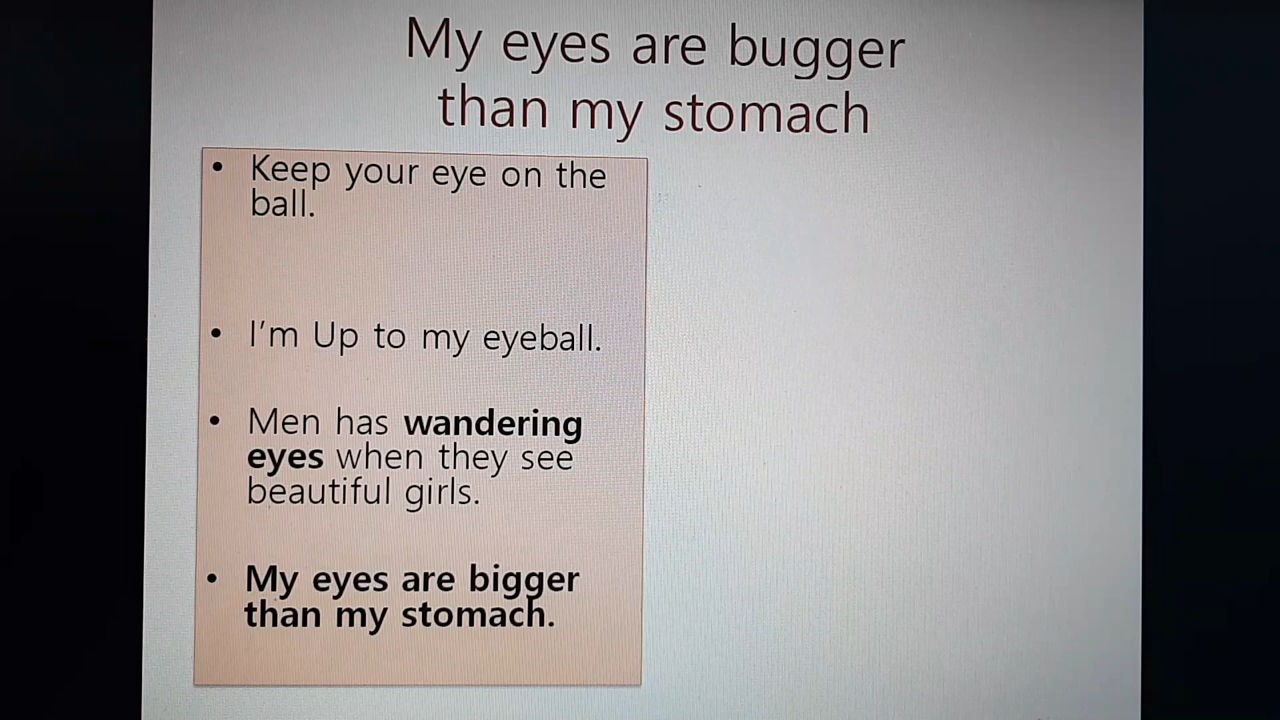 My eyes are bugger
than my stomach
• Keep your eye on the
ball.
• I'm Up to my eyeball.
• Men has wandering
eyes when they see
beautiful girls.
• My eyes are bigger
than my stomach.